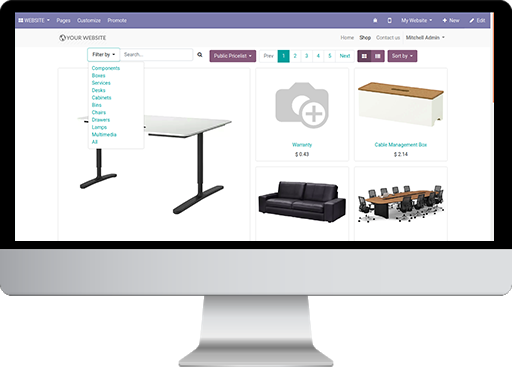 WEBSITE Pages Customize Promote My Website + New Edit
YOUR WEBSITE Home Shop Contact us Mitchell Admin
Filter by Search... Public Pricelist Prev 1 2 3 4 5 Next Sort by
Components
Boxes
Services
Desks
Cabinets
Bins
Chairs
Drawers
Lamps
Multimedia
All
Warranty
$ 0.43
Cable Management Box
$ 2.14